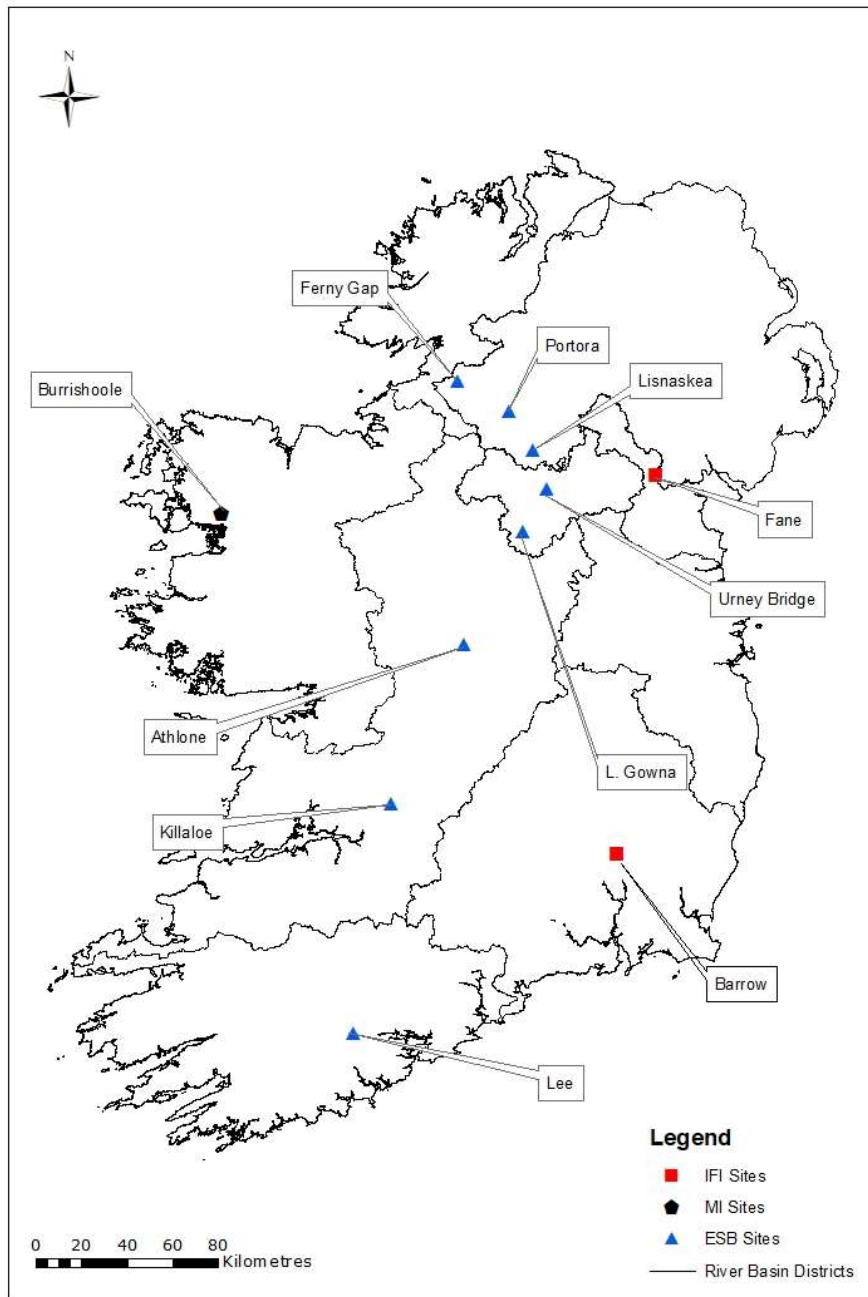 N
Ferny Gap
Portora
Lisnaskea
Burrishoole
Fane
Urney Bridge
Athlone
L. Gowna
Killaloe
Barrow
Lee
Legend
IFI Sites
MI Sites
ESB Sites
River Basin Districts
0 10 20 40 60 80
Kilometres